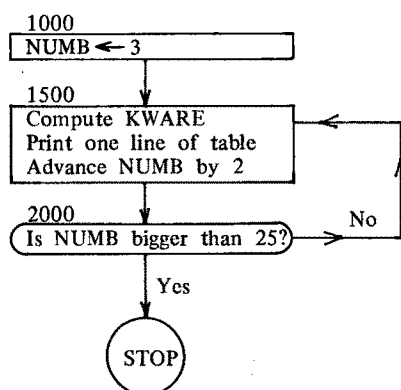 1000
NUMB ← 3
1500
Compute KWARE
Print one line of table
Advance NUMB by 2
2000
Is NUMB bigger than 25?
No
Yes
STOP